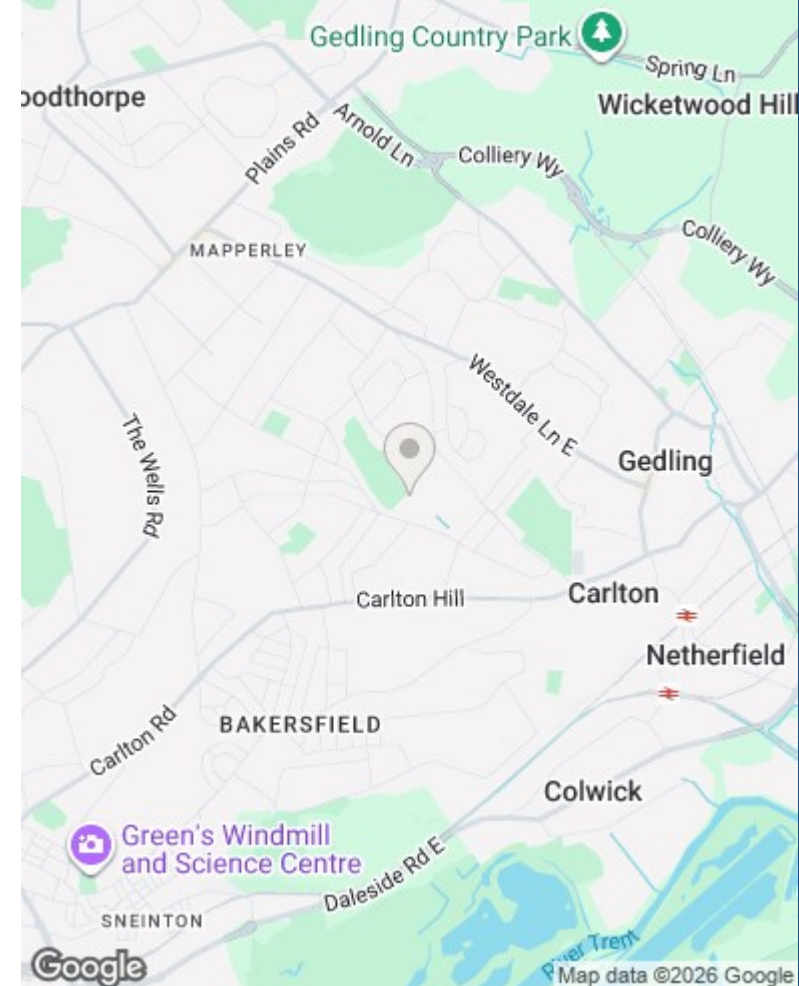 Gedling Country Park
Spring Ln
oodthorpe
Wicketwood Hill
Plains Rd
Arnold Ln
Colliery Wy
Colliery Wy
MAPPERLEY
Westdale Ln E
The Wells Rd
Gedling
Carlton Hill
Carlton
Netherfield
Carlton Rd
BAKERSFIELD
Colwick
Green's Windmill
and Science Centre
Daleside Rd E
SNEINTON
River Trent
Google
Map data ©2026 Google